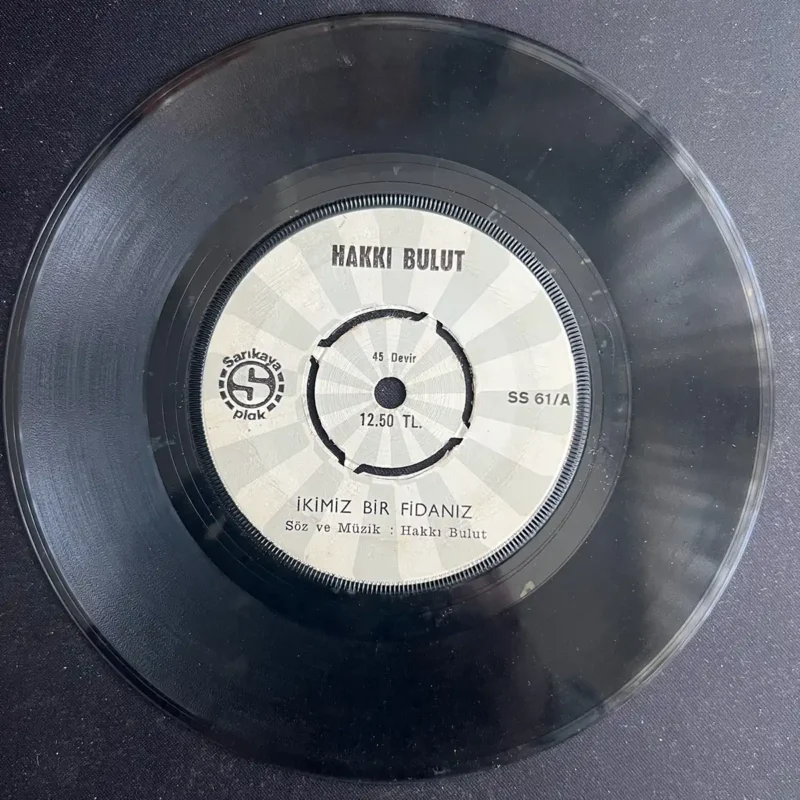 HAKKI BULUT
45 Devir
Sarıkaya
S
plak
SS 61/A
12.50 TL.
İKİMİZ BİR FİDANIZ
Söz ve Müzik : Hakkı Bulut